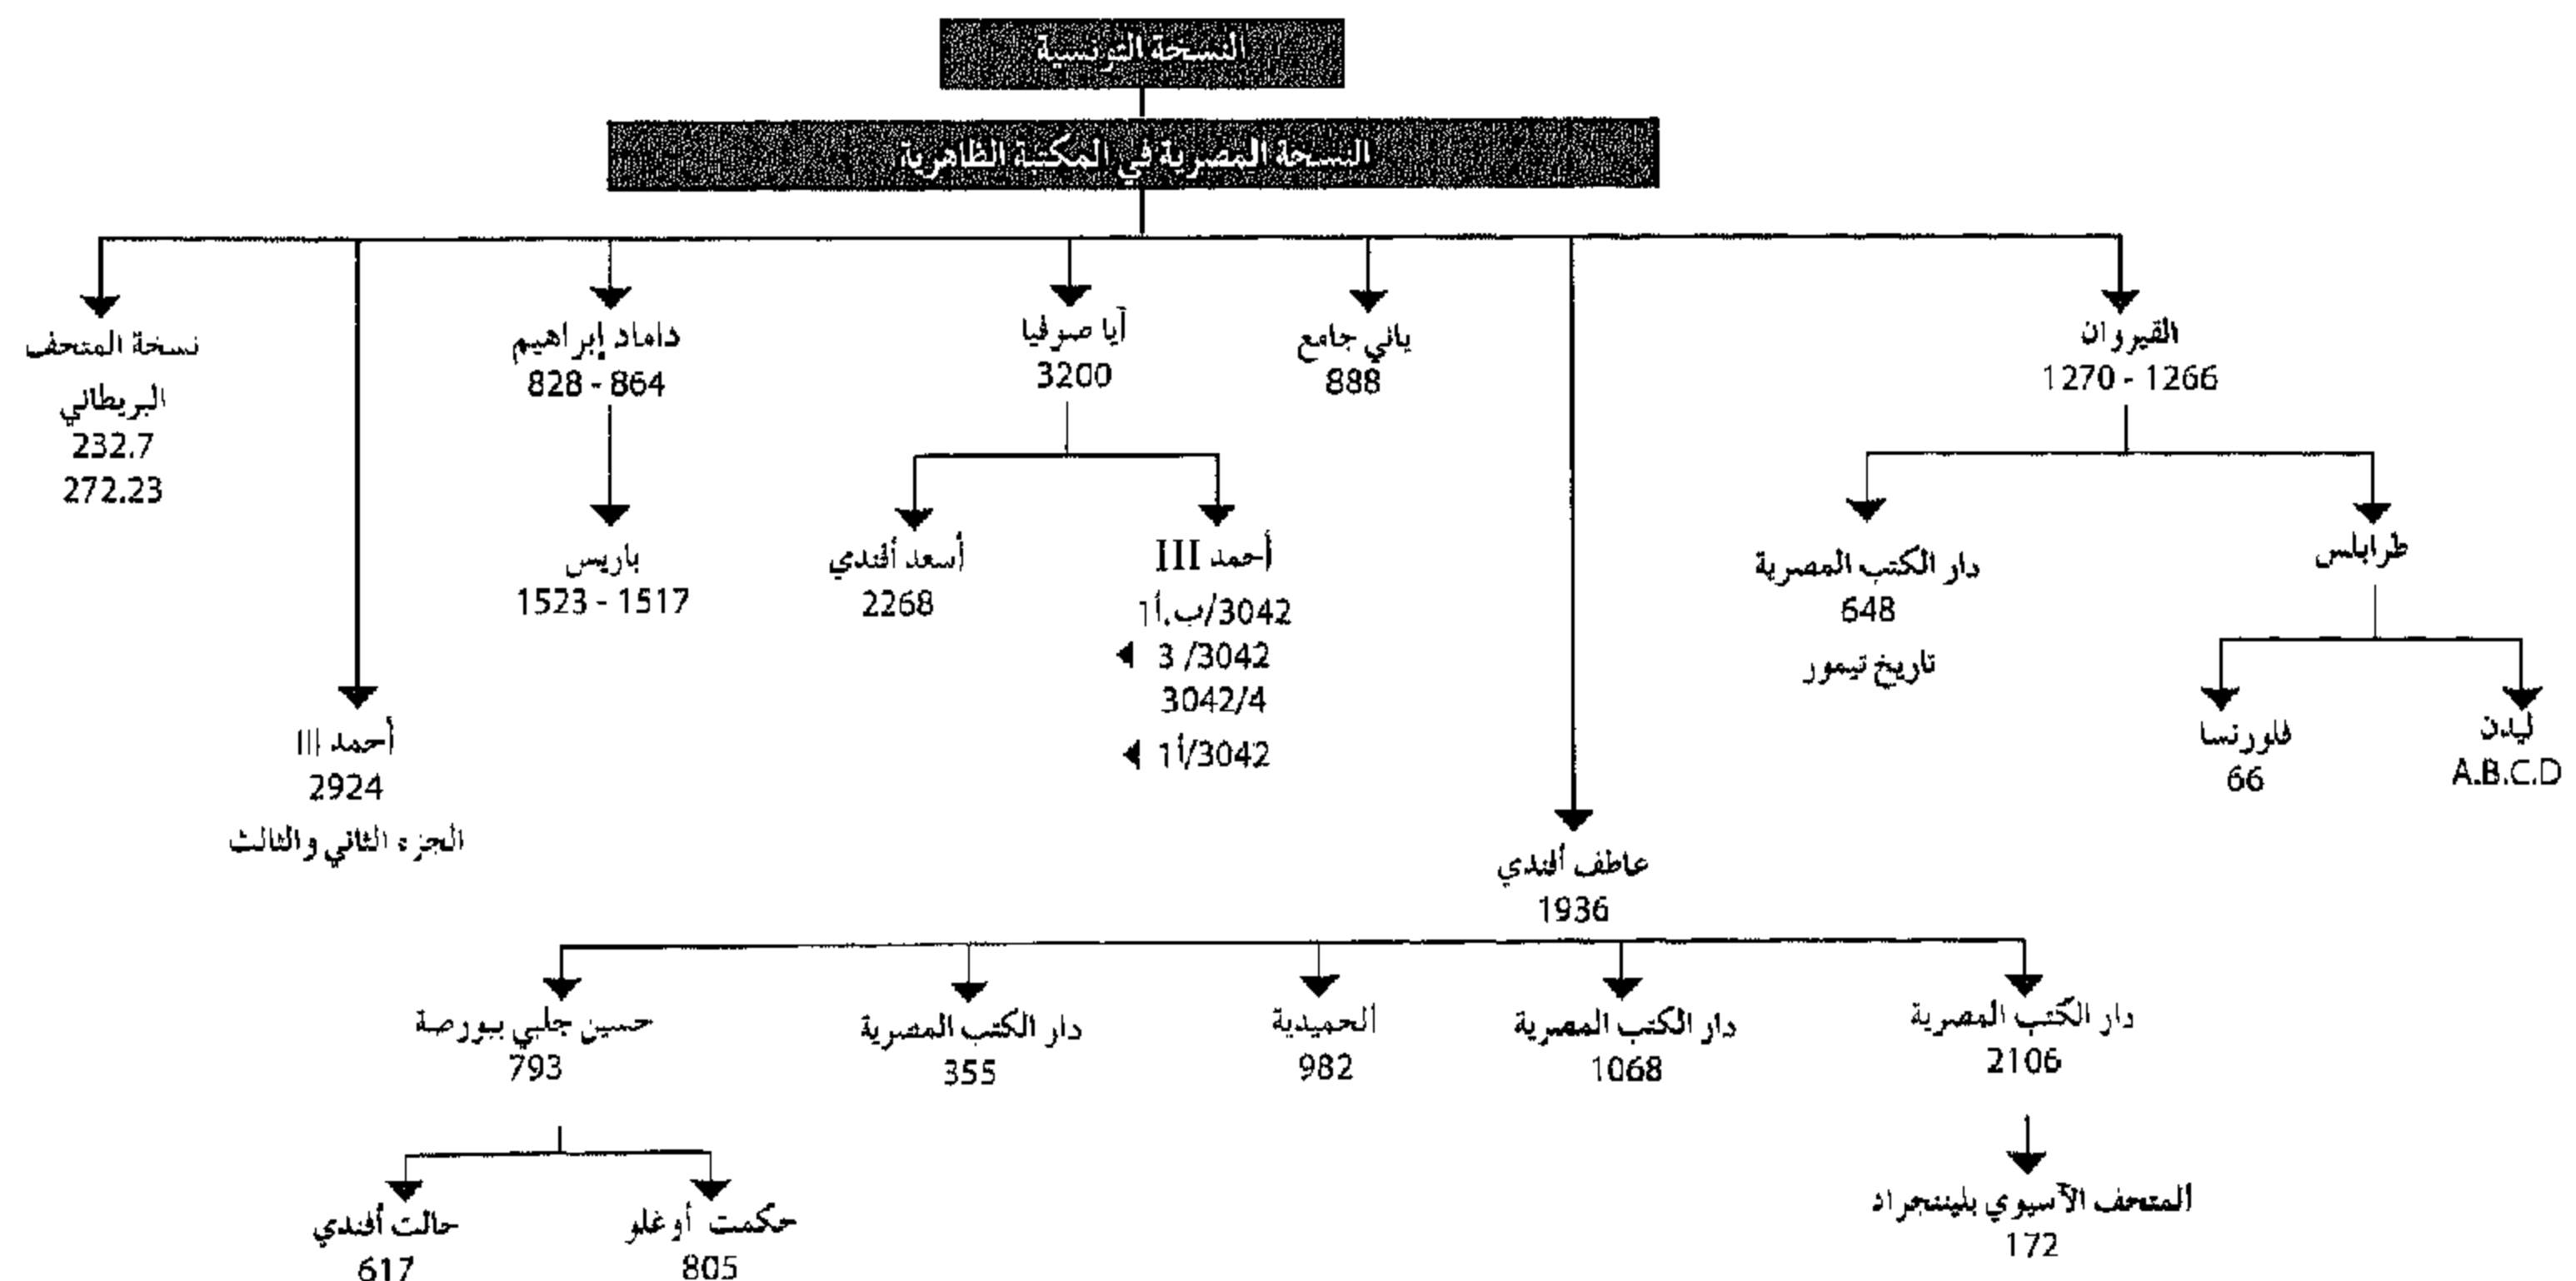 النسخة التونسية
النسخة المصرية في المكتبة الظاهرية
القيروان
1270 - 1266
ياني جامع
888
آيا صوفيا
3200
داماد إبراهيم
828 - 864
نسخة المتحف
البريطاني
232.7
272.23
طرابلس
دار الكتب المصرية
648
تاريخ تيمور
أحمد III
3042/ب.أ1
3042/ 3
3042/4
3042/أ1
أسعد أفندي
2268
باريس
1523 - 1517
ليدن
A.B.C.D
فلورنسا
66
أحمد III
2924
الجزء الثاني والثالث
عاطف أفندي
1936
دار الكتب المصرية
2106
دار الكتب المصرية
1068
الحميدية
982
دار الكتب المصرية
355
حسين جلبي ببورصة
793
المتحف الآسيوي بليننجراد
172
حكمت أوغلو
805
حالت أفندي
617